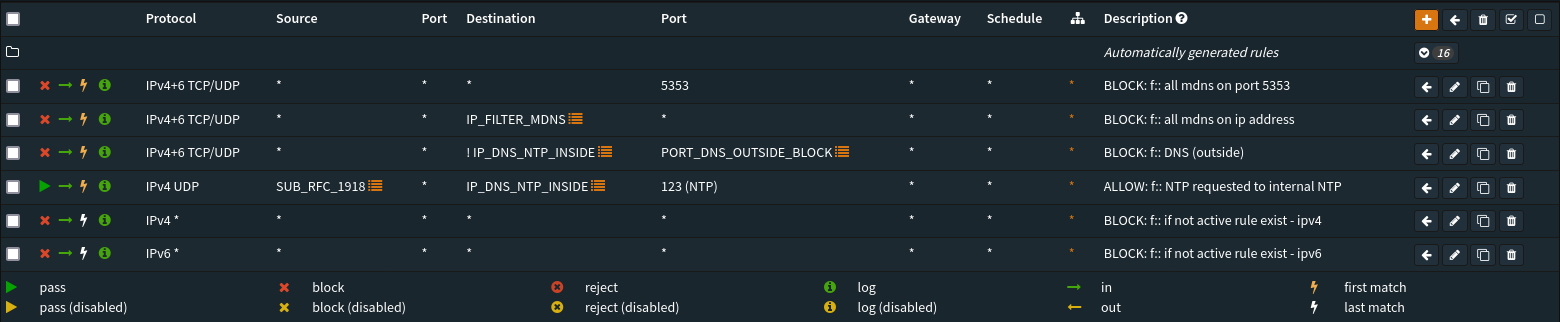 Protocol Source Port Destination Port Gateway Schedule Description
Automatically generated rules 16
IPv4+6 TCP/UDP * * * 5353 * * * BLOCK: f:: all mdns on port 5353
IPv4+6 TCP/UDP * * IP_FILTER_MDNS * * * * BLOCK: f:: all mdns on ip address
IPv4+6 TCP/UDP * * ! IP_DNS_NTP_INSIDE PORT_DNS_OUTSIDE_BLOCK * * * BLOCK: f:: DNS (outside)
IPv4 UDP SUB_RFC_1918 * IP_DNS_NTP_INSIDE 123 (NTP) * * * ALLOW: f:: NTP requested to internal NTP
IPv4 * * * * * * * * BLOCK: f:: if not active rule exist - ipv4
IPv6 * * * * * * * * BLOCK: f:: if not active rule exist - ipv6
pass block reject log in first match
pass (disabled) block (disabled) reject (disabled) log (disabled) out last match